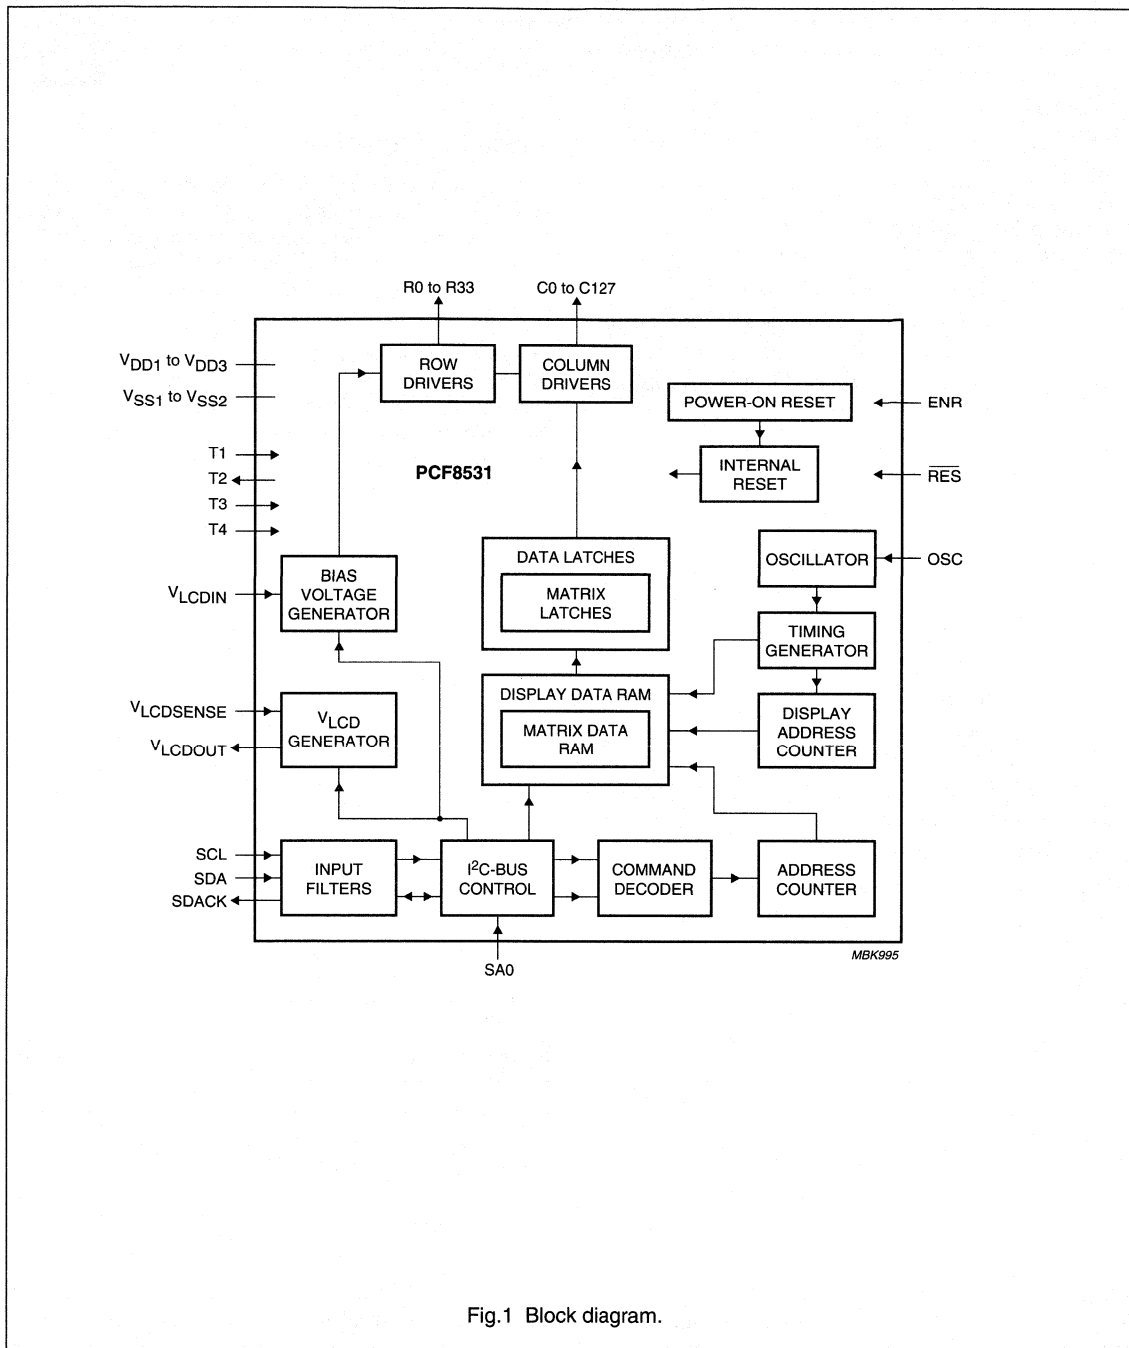 R0 to R33
C0 to C127
VDD1 to VDD3
VSS1 to VSS2
T1
T2
T3
T4
VLCDIN
VLCDSENSE
VLCDOUT
SCL
SDA
SDACK
ROW
DRIVERS
COLUMN
DRIVERS
POWER-ON RESET
ENR
PCF8531
INTERNAL
RESET
RES
DATA LATCHES
MATRIX
LATCHES
OSCILLATOR
OSC
BIAS
VOLTAGE
GENERATOR
TIMING
GENERATOR
DISPLAY DATA RAM
MATRIX DATA
RAM
DISPLAY
ADDRESS
COUNTER
VLCD
GENERATOR
INPUT
FILTERS
I²C-BUS
CONTROL
COMMAND
DECODER
ADDRESS
COUNTER
SA0
MBK995
Fig.1 Block diagram.